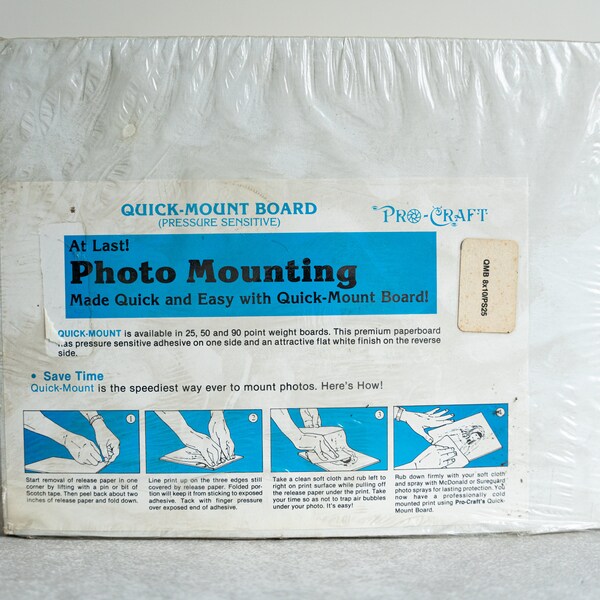 QUICK-MOUNT BOARD
(PRESSURE SENSITIVE)
PRO-CRAFT
At Last!
Photo Mounting
Made Quick and Easy with Quick-Mount Board!
QMB 8x10/PS25
QUICK-MOUNT is available in 25, 50 and 90 point weight boards. This premium paperboard
has pressure sensitive adhesive on one side and an attractive flat white finish on the reverse
side.
• Save Time
Quick-Mount is the speediest way ever to mount photos. Here's How!
1
Start removal of release paper in one
corner by lifting with a pin or bit of
Scotch tape. Then peel back about two
inches of release paper and fold down.
2
Line print up on the three edges still
covered by release paper. Folded por-
tion will keep it from sticking to exposed
adhesive. Tack with finger pressure
over exposed end of adhesive.
3
Take a clean soft cloth and rub left to
right on print surface while pulling off
the release paper under the print. Take
your time so as not to trap air bubbles
under your photo. It's easy!
4
Rub down firmly with your soft cloth
and spray with McDonald or Sureguard
photo sprays for lasting protection. You
now have a professionally cold
mounted print using Pro-Craft's Quick-
Mount Board.